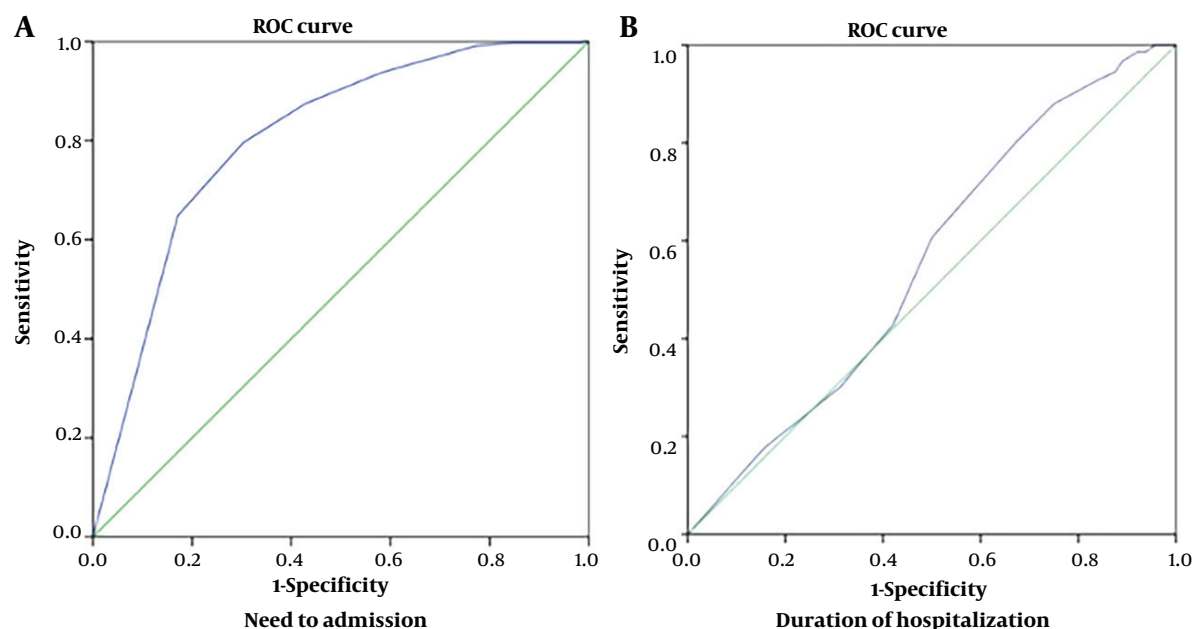 A
ROC curve
1.0
0.8
0.6
0.4
0.2
0.0
Sensitivity
0.0 0.2 0.4 0.6 0.8 1.0
1-Specificity
Need to admission
B
ROC curve
1.0
0.8
0.6
0.4
0.2
0.0
Sensitivity
0.0 0.2 0.4 0.6 0.8 1.0
1-Specificity
Duration of hospitalization